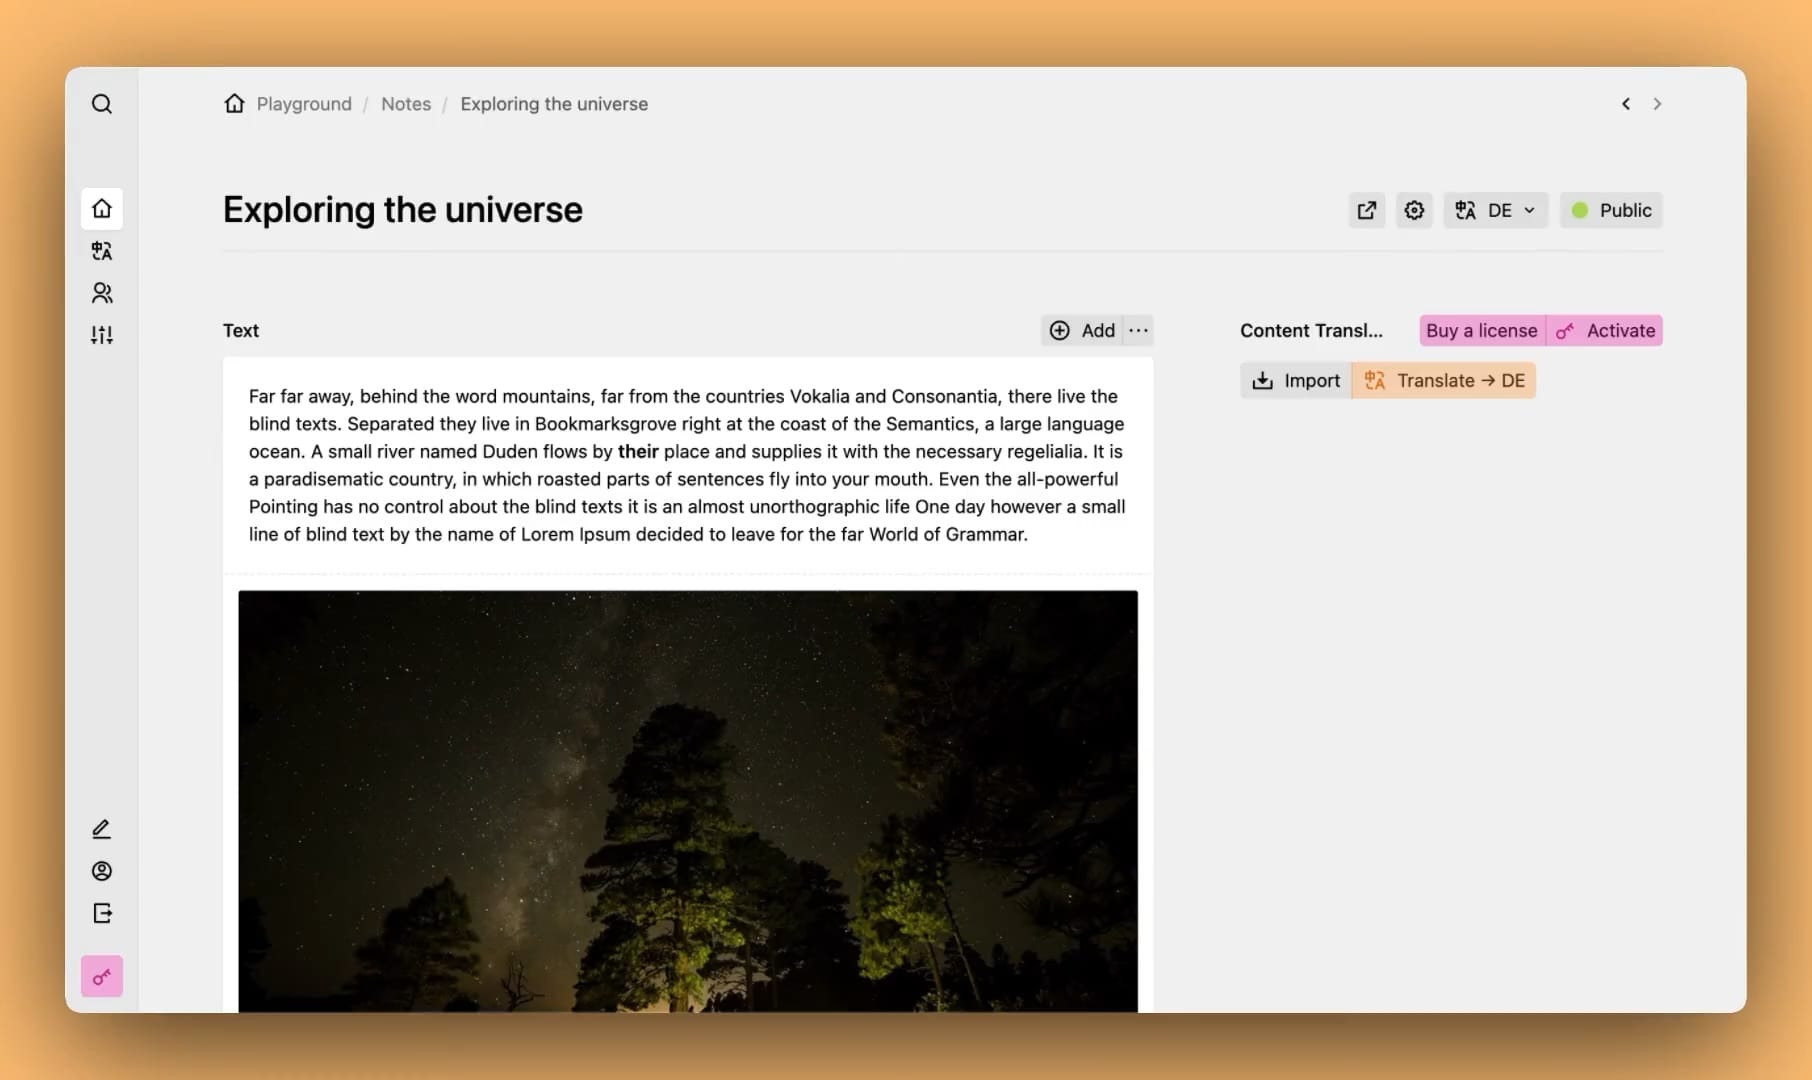 Playground / Notes / Exploring the universe
Exploring the universe
DE
Public
Text
Add
Content Transl...
Buy a license
Activate
Import
Translate → DE
Far far away, behind the word mountains, far from the countries Vokalia and Consonantia, there live the
blind texts. Separated they live in Bookmarksgrove right at the coast of the Semantics, a large language
ocean. A small river named Duden flows by their place and supplies it with the necessary regelialia. It is
a paradisematic country, in which roasted parts of sentences fly into your mouth. Even the all-powerful
Pointing has no control about the blind texts it is an almost unorthographic life One day however a small
line of blind text by the name of Lorem Ipsum decided to leave for the far World of Grammar.